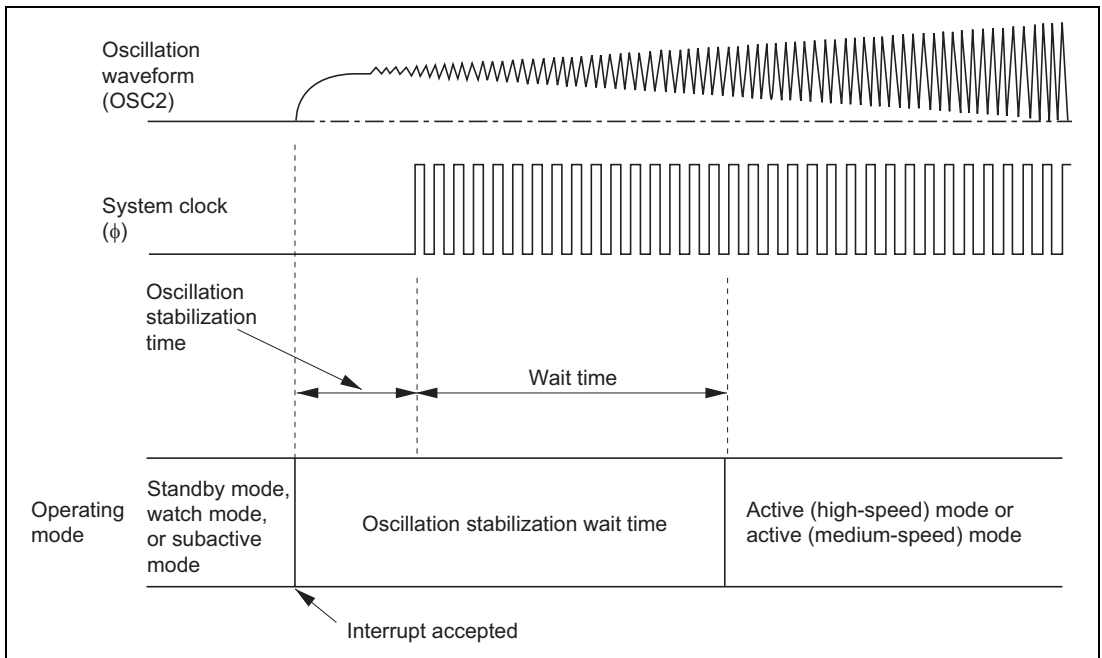 Oscillation
waveform
(OSC2)
System clock
(ϕ)
Oscillation
stabilization
time
Wait time
Operating
mode
Standby mode,
watch mode,
or subactive
mode
Oscillation stabilization wait time
Active (high-speed) mode or
active (medium-speed) mode
Interrupt accepted